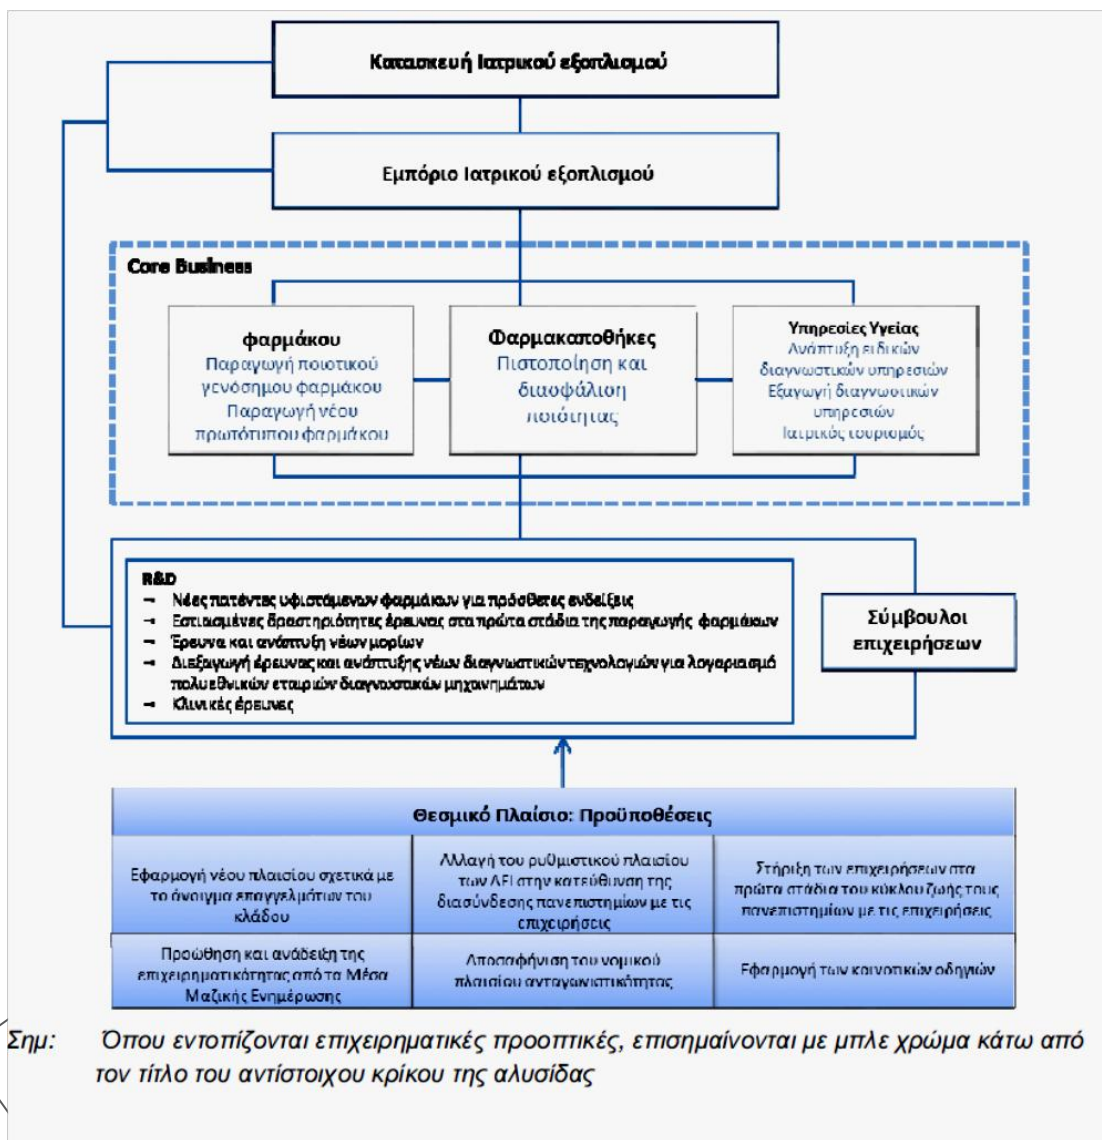 Κατασκευή Ιατρικού εξοπλισμού
Εμπόριο Ιατρικού εξοπλισμού
Core Business
φαρμάκου
Παραγωγή ποιοτικού
γενόσημου φαρμάκου
Παραγωγή νέου
πρωτότυπου φαρμάκου
Φαρμακαποθήκες
Πιστοποίηση και
διασφάλιση
ποιότητας
Υπηρεσίες Υγείας
Ανάπτυξη ειδικών
διαγνωστικών υπηρεσιών
Εξαγωγή διαγνωστικών
υπηρεσιών
Ιατρικός τουρισμός
R&D
→ Νέες πατέντες υφιστάμενων φαρμάκων για πρόσθετες ενδείξεις
→ Εστιασμένες δραστηριότητες έρευνας στα πρώτα στάδια της παραγωγής φαρμάκων
→ Έρευνα και ανάπτυξη νέων μορίων
→ Διεξαγωγή έρευνας και ανάπτυξης νέων διαγνωστικών τεχνολογιών για λογαριασμό
πολυεθνικών εταιριών διαγνωστικών μηχανημάτων
→ Κλινικές έρευνες
Σύμβουλοι
επιχειρήσεων
Θεσμικό Πλαίσιο: Προϋποθέσεις
Εφαρμογή νέου πλαισίου σχετικά με
το άνοιγμα επαγγελμάτων του
κλάδου
Αλλαγή του ρυθμιστικού πλαισίου
των ΑΕΙ στην κατεύθυνση της
διασύνδεσης πανεπιστημίων με τις
επιχειρήσεις
Στήριξη των επιχειρήσεων στα
πρώτα στάδια του κύκλου ζωής τους
πανεπιστημίων με τις επιχειρήσεις
Προώθηση και ανάδειξη της
επιχειρηματικότητας από τα Μέσα
Μαζικής Ενημέρωσης
Αποσαφήνιση του νομικού
πλαισίου ανταγωνιστικότητας
Εφαρμογή των κοινοτικών οδηγιών
Σημ: Όπου εντοπίζονται επιχειρηματικές προοπτικές, επισημαίνονται με μπλε χρώμα κάτω από
τον τίτλο του αντίστοιχου κρίκου της αλυσίδας